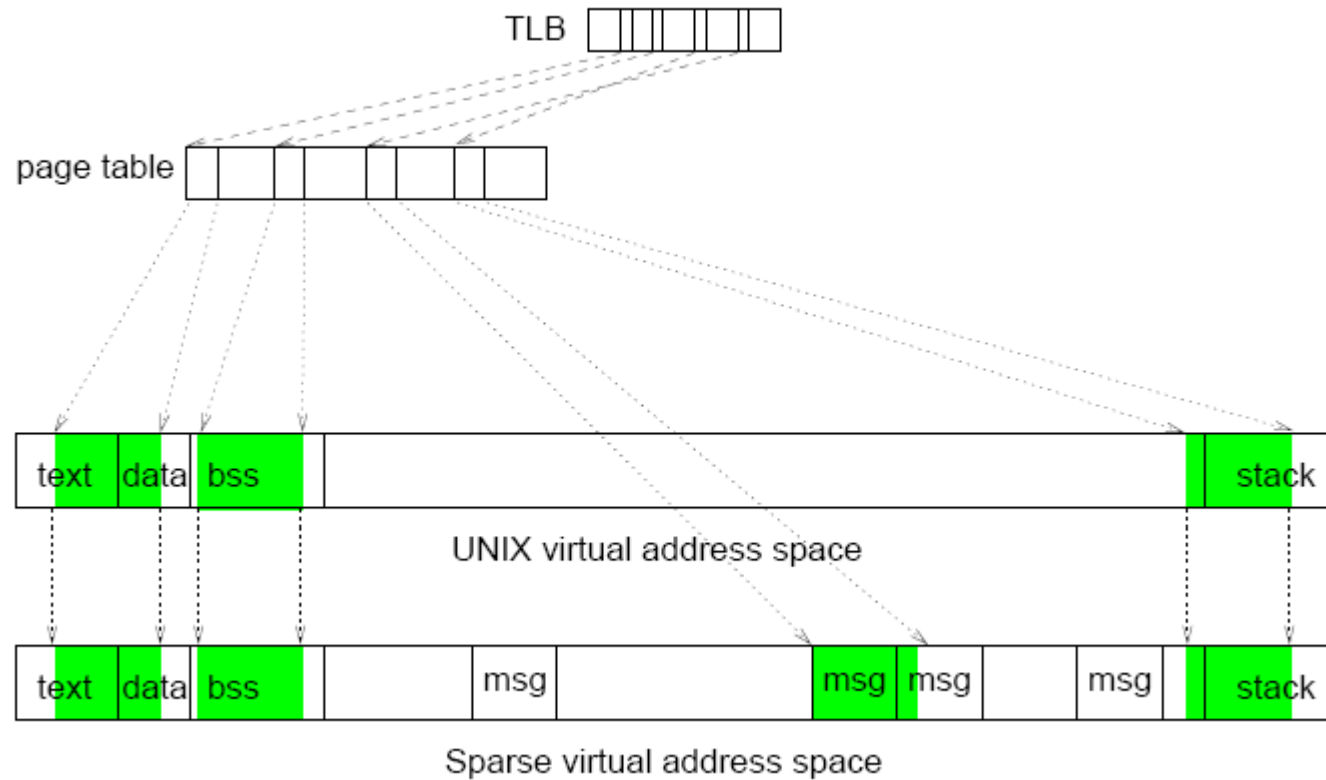 TLB
page table
text data bss stack
UNIX virtual address space
text data bss msg msg msg msg stack
Sparse virtual address space